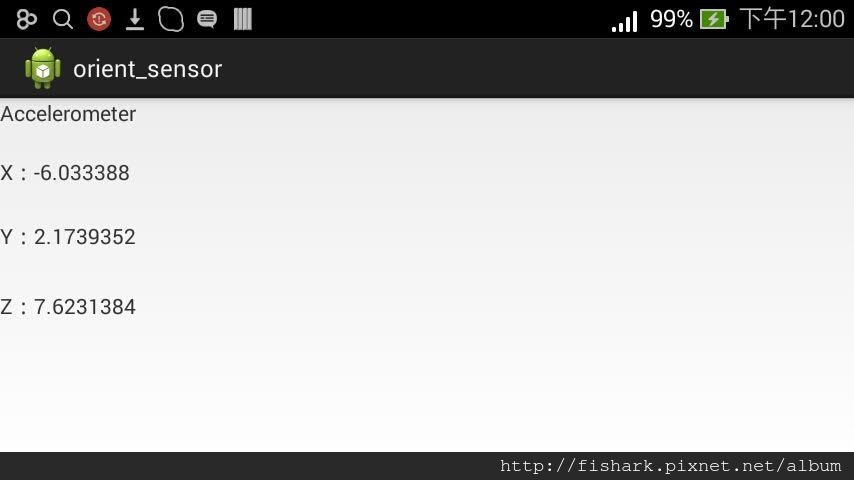 99% 下午12:00
orient_sensor
Accelerometer
X：-6.033388
Y：2.1739352
Z：7.6231384
http://fishark.pixnet.net/album